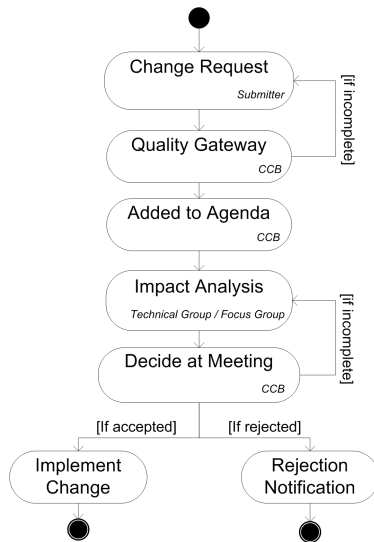 Change Request
Submitter
[if incomplete]
Quality Gateway
CCB
Added to Agenda
CCB
Impact Analysis
Technical Group / Focus Group
[if incomplete]
Decide at Meeting
CCB
[If accepted]
[If rejected]
Implement
Change
Rejection
Notification